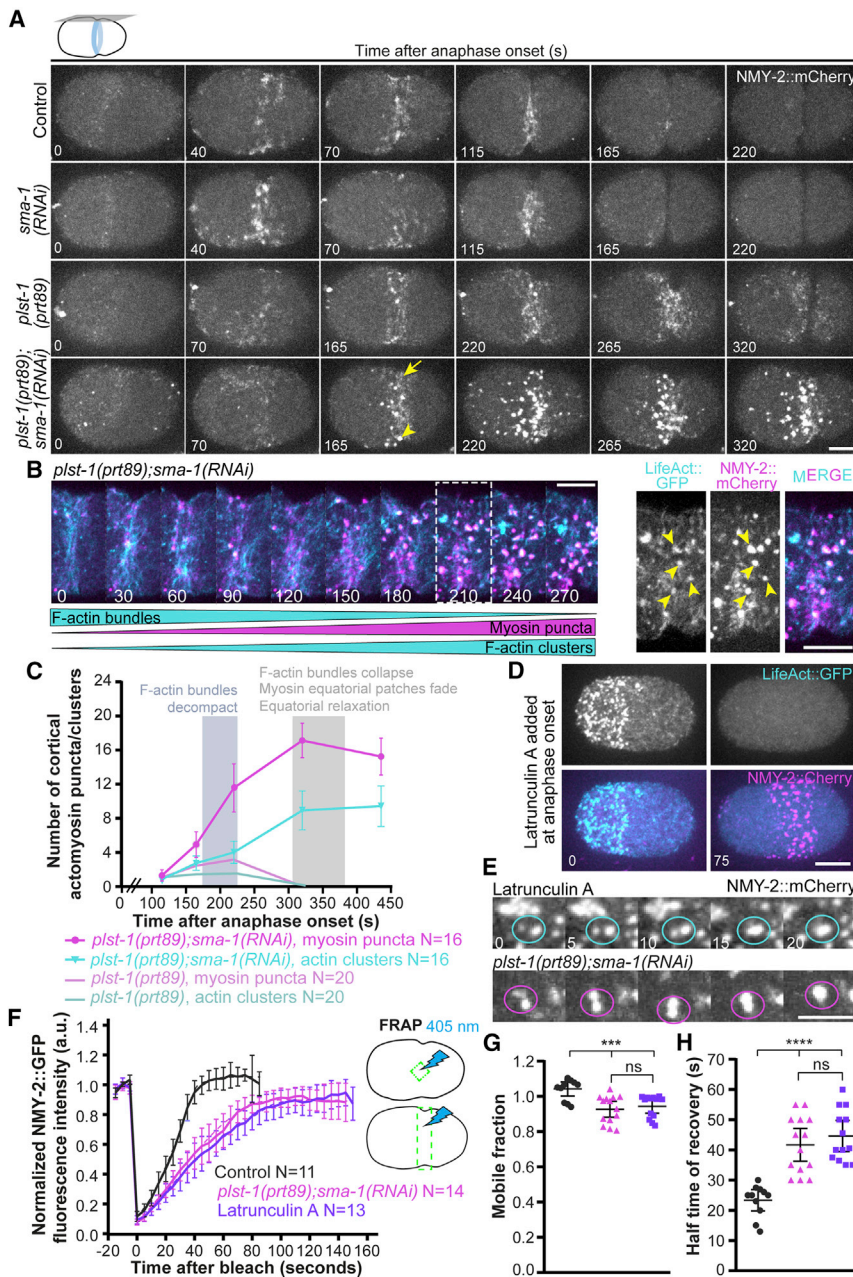 A
Time after anaphase onset (s)
Control
NMY-2::mCherry
0
40
70
115
165
220
sma-1
(RNAi)
0
40
70
115
165
220
plst-1
(prt89)
0
70
165
220
265
320
plst-1(prt89);
sma-1(RNAi)
0
70
165
220
265
320
B
plst-1(prt89);sma-1(RNAi)
0
30
60
90
120
150
180
210
240
270
F-actin bundles
Myosin puncta
F-actin clusters
LifeAct::
GFP
NMY-2::
mCherry
MERGE
C
F-actin bundles
decompact
F-actin bundles collapse
Myosin equatorial patches fade
Equatorial relaxation
Number of cortical
actomyosin puncta/clusters
24
20
16
12
8
4
0
0
100
150
200
250
300
350
400
450
Time after anaphase onset (s)
plst-1(prt89);sma-1(RNAi), myosin puncta N=16
plst-1(prt89);sma-1(RNAi), actin clusters N=16
plst-1(prt89), myosin puncta N=20
plst-1(prt89), actin clusters N=20
D
Latrunculin A added
at anaphase onset
LifeAct::GFP
NMY-2::Cherry
0
75
E
Latrunculin A
NMY-2::mCherry
0
5
10
15
20
plst-1(prt89);sma-1(RNAi)
F
Normalized NMY-2::GFP
fluorescence intensity (a.u.)
1.4
1.2
1.0
0.8
0.6
0.4
0.2
0.0
-20
0
20
40
60
80
100
120
140
160
Time after bleach (seconds)
FRAP 405 nm
Control N=11
plst-1(prt89);sma-1(RNAi) N=14
Latrunculin A N=13
G
Mobile fraction
1.2
1.0
0.8
0.6
0.4
0.2
0.0
***
ns
H
Half time of recovery (s)
70
60
50
40
30
20
10
0
****
ns